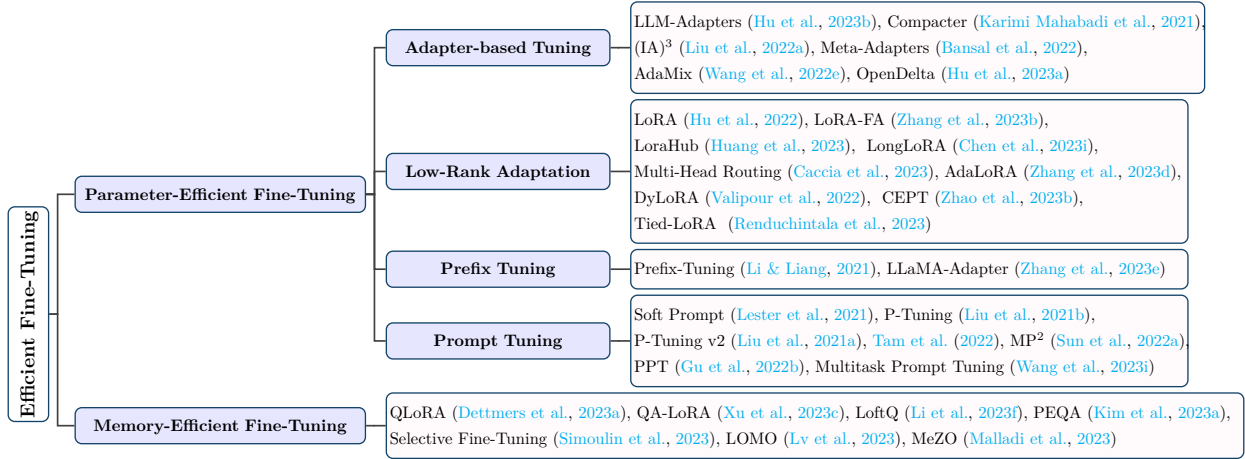 Efficient Fine-Tuning
Parameter-Efficient Fine-Tuning
Adapter-based Tuning
LLM-Adapters (Hu et al., 2023b), Compacter (Karimi Mahabadi et al., 2021),
(IA)³ (Liu et al., 2022a), Meta-Adapters (Bansal et al., 2022),
AdaMix (Wang et al., 2022e), OpenDelta (Hu et al., 2023a)
Low-Rank Adaptation
LoRA (Hu et al., 2022), LoRA-FA (Zhang et al., 2023b),
LoraHub (Huang et al., 2023), LongLoRA (Chen et al., 2023i),
Multi-Head Routing (Caccia et al., 2023), AdaLoRA (Zhang et al., 2023d),
DyLoRA (Valipour et al., 2022), CEPT (Zhao et al., 2023b),
Tied-LoRA (Renduchintala et al., 2023)
Prefix Tuning
Prefix-Tuning (Li & Liang, 2021), LLaMA-Adapter (Zhang et al., 2023e)
Prompt Tuning
Soft Prompt (Lester et al., 2021), P-Tuning (Liu et al., 2021b),
P-Tuning v2 (Liu et al., 2021a), Tam et al. (2022), MP² (Sun et al., 2022a),
PPT (Gu et al., 2022b), Multitask Prompt Tuning (Wang et al., 2023i)
Memory-Efficient Fine-Tuning
QLoRA (Dettmers et al., 2023a), QA-LoRA (Xu et al., 2023c), LoftQ (Li et al., 2023f), PEQA (Kim et al., 2023a),
Selective Fine-Tuning (Simoulin et al., 2023), LOMO (Lv et al., 2023), MeZO (Malladi et al., 2023)